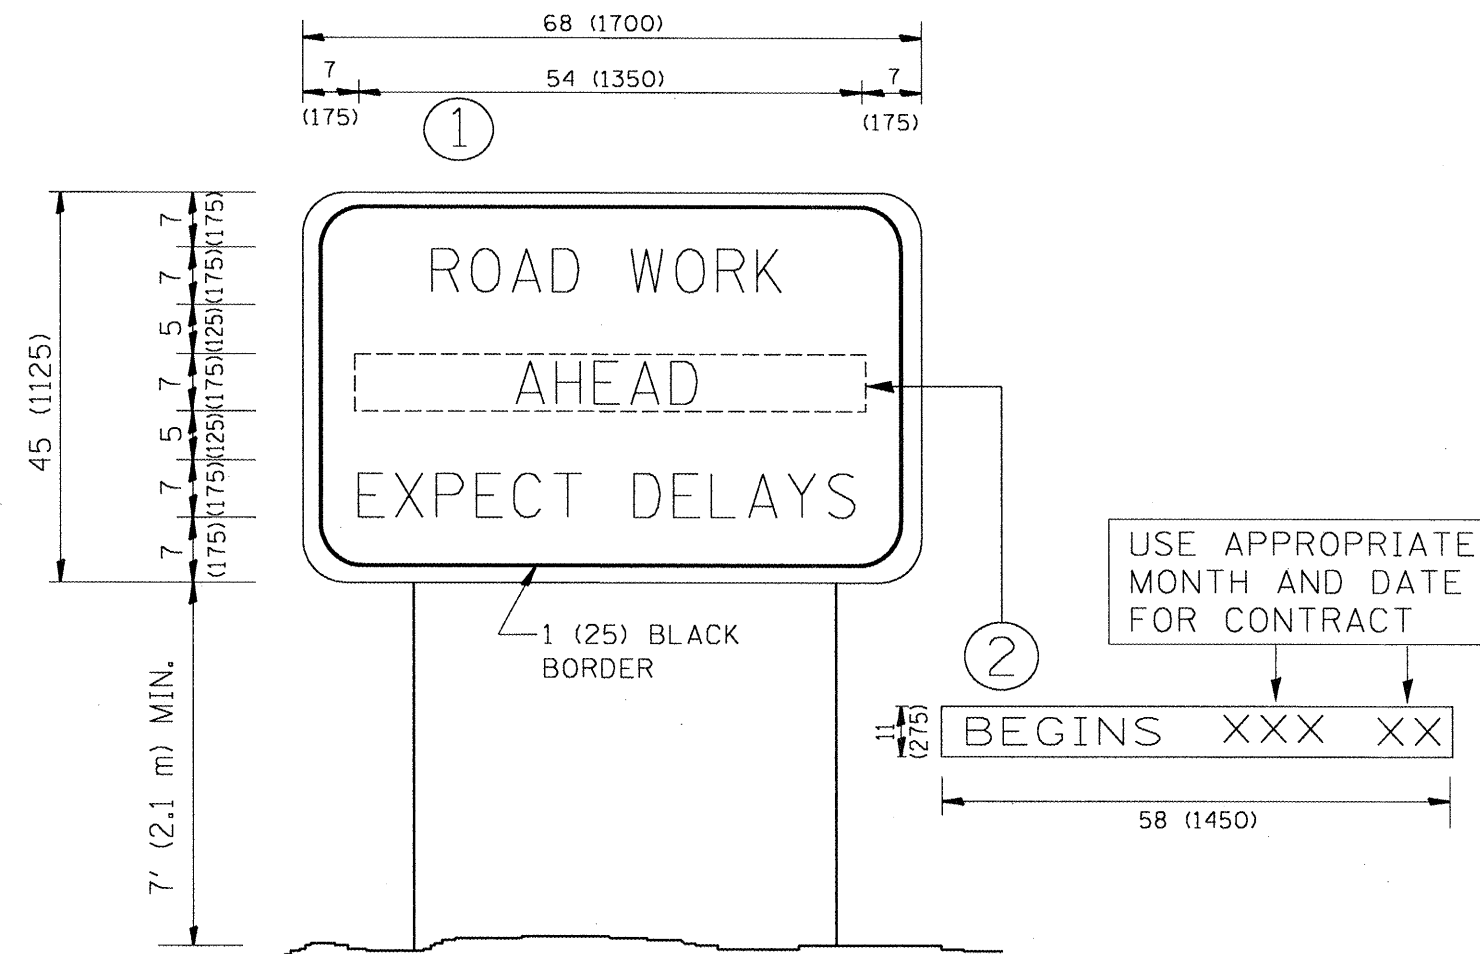 68 (1700)
7
54 (1350)
7
(175)
(175)
1
7
(175)
7
(175)
5
(125)
7
(175)
5
(125)
7
(175)
7
(175)
45 (1125)
ROAD WORK
AHEAD
EXPECT DELAYS
1 (25) BLACK
BORDER
7' (2.1 m) MIN.
2
USE APPROPRIATE
MONTH AND DATE
FOR CONTRACT
11
(275)
BEGINS XXX XX
58 (1450)